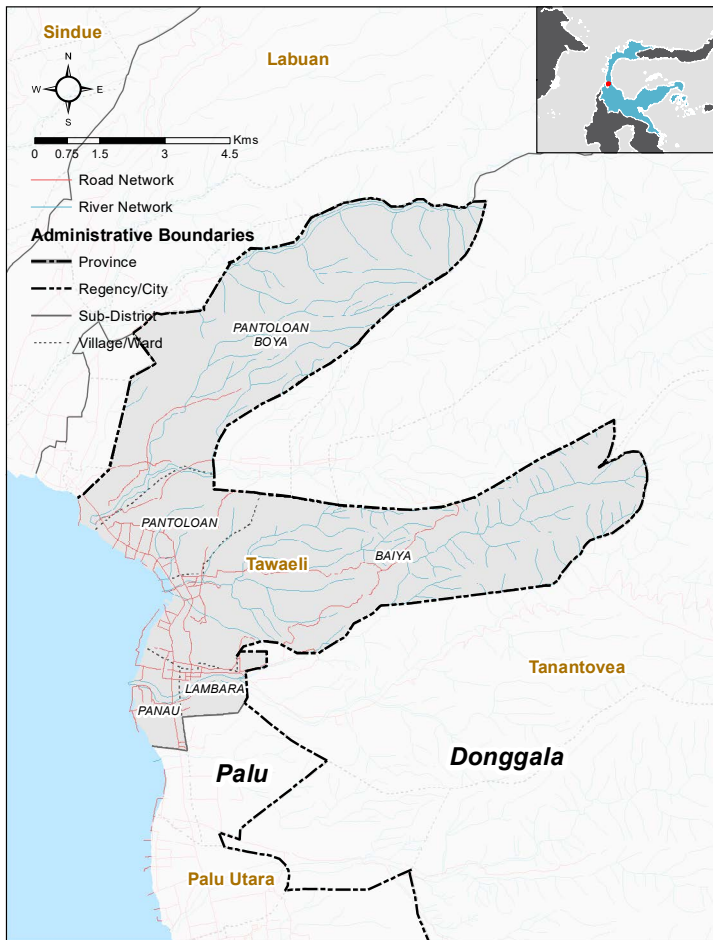 Sindue
Labuan
N
W
E
S
Kms
0
0.75
1.5
3
4.5
Road Network
River Network
Administrative Boundaries
Province
Regency/City
Sub-District
Village/Ward
PANTOLOAN
BOYA
PANTOLOAN
BAIYA
Tawaeli
Tanantovea
LAMBARA
PANAU
Donggala
Palu
Palu Utara